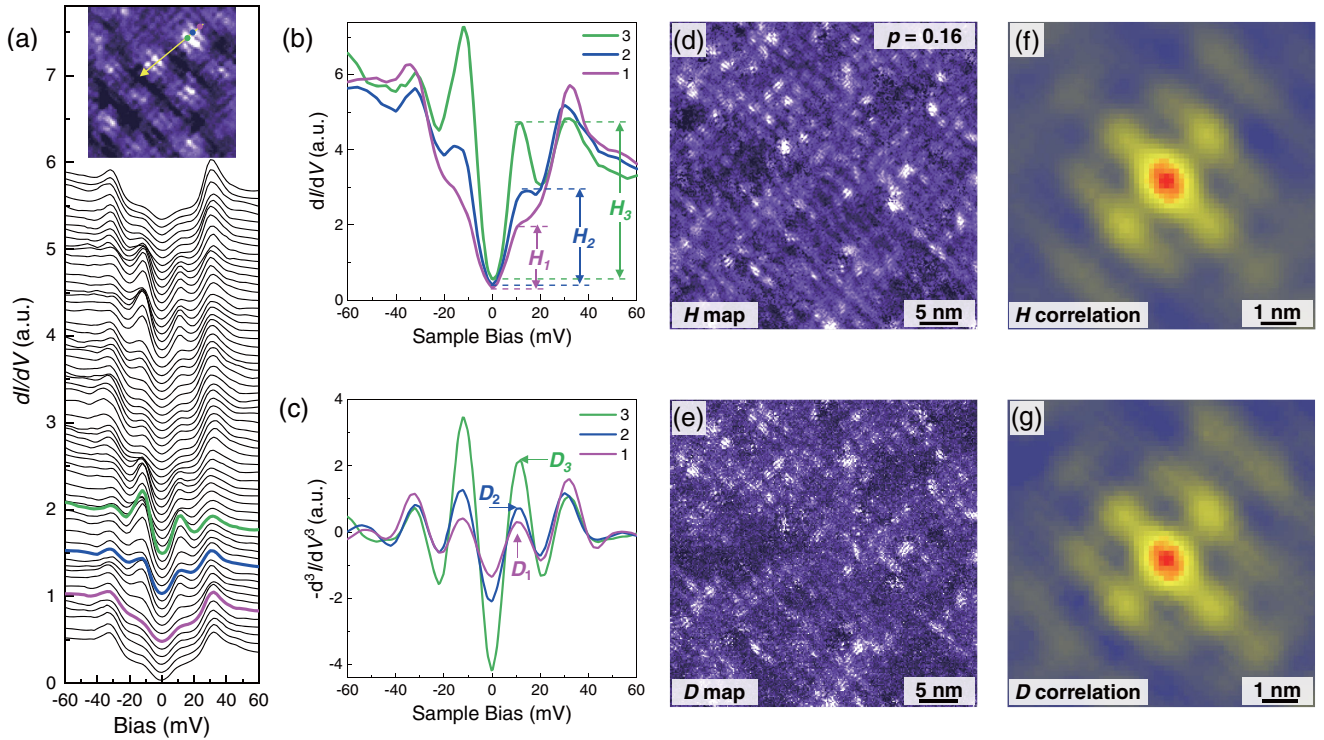 (a)
7
6
5
4
3
2
1
0
dI/dV (a.u.)
-60 -40 -20 0 20 40 60
Bias (mV)
(b)
3
2
1
6
4
2
0
dI/dV (a.u.)
H1
H2
H3
-60 -40 -20 0 20 40 60
Sample Bias (mV)
(c)
3
2
1
4
2
0
-2
-4
-d³I/dV³ (a.u.)
D3
D2
D1
-60 -40 -20 0 20 40 60
Sample Bias (mV)
(d)
p = 0.16
H map
5 nm
(e)
D map
5 nm
(f)
H correlation
1 nm
(g)
D correlation
1 nm